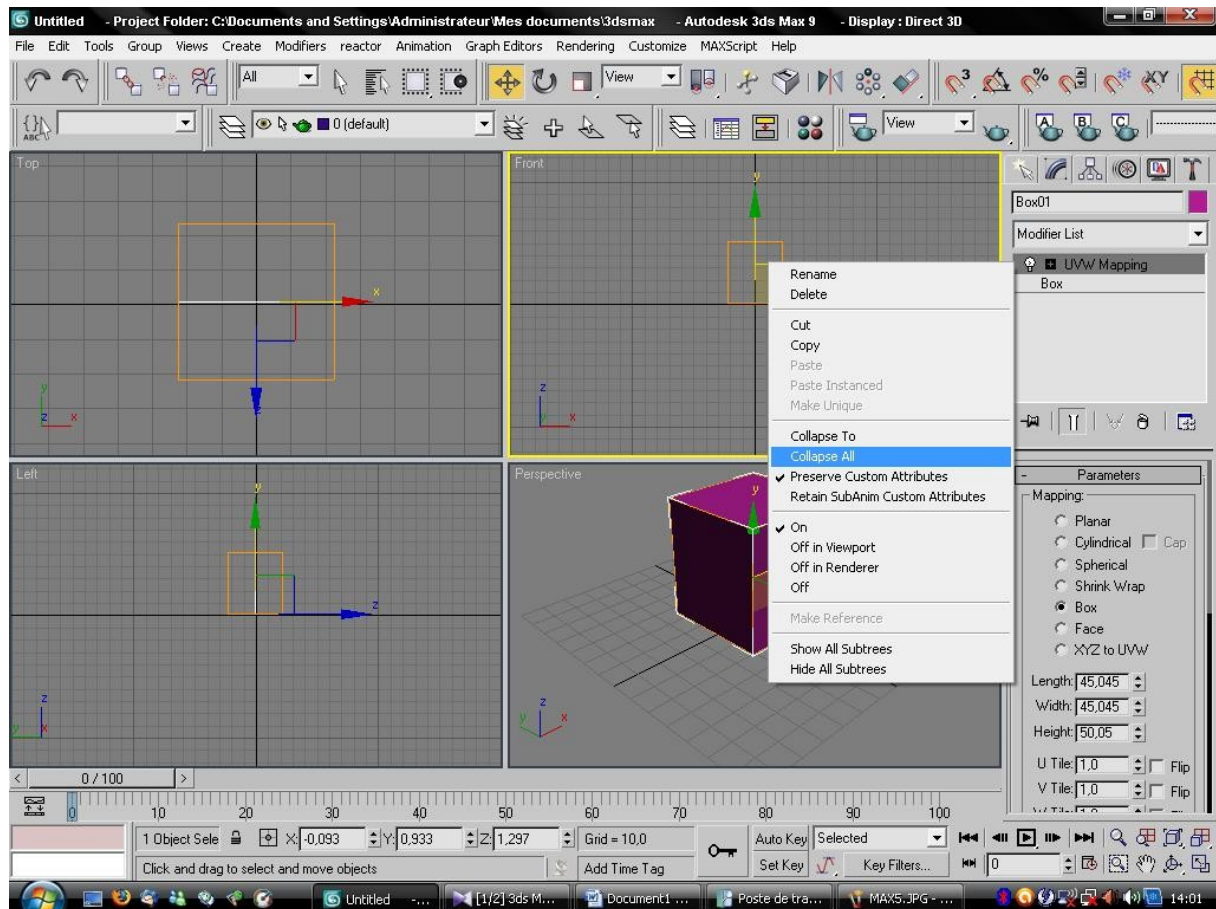 Untitled - Project Folder: C:\Documents and Settings\Administrateur\Mes documents\3dsmax - Autodesk 3ds Max 9 - Display : Direct 3D
File Edit Tools Group Views Create Modifiers reactor Animation Graph Editors Rendering Customize MAXScript Help
All View
ABC 0 (default) View A B C
Top
y
z x
x
z
Front
y
z
y x
Left
y
z
z
y x
Perspective
y
z
y x
Rename
Delete
Cut
Copy
Paste
Paste Instanced
Make Unique
Collapse To
Collapse All
Preserve Custom Attributes
Retain SubAnim Custom Attributes
On
Off in Viewport
Off in Renderer
Off
Make Reference
Show All Subtrees
Hide All Subtrees
Box01
Modifier List
UVW Mapping
Box
- Parameters
Mapping:
Planar
Cylindrical Cap
Spherical
Shrink Wrap
Box
Face
XYZ to UVW
Length: 45,045
Width: 45,045
Height: 50,05
U Tile: 1,0 Flip
V Tile: 1,0 Flip
< 0 / 100 >
0 10 20 30 40 50 60 70 80 90 100
1 Object Sele X: -0,093 Y: 0,933 Z: 1,297 Grid = 10,0 Auto Key Selected
Click and drag to select and move objects Add Time Tag Set Key Key Filters... 0
Untitled -... [1/2] 3ds M... Document1 ... Poste de tra... MAX5.JPG - ... 14:01